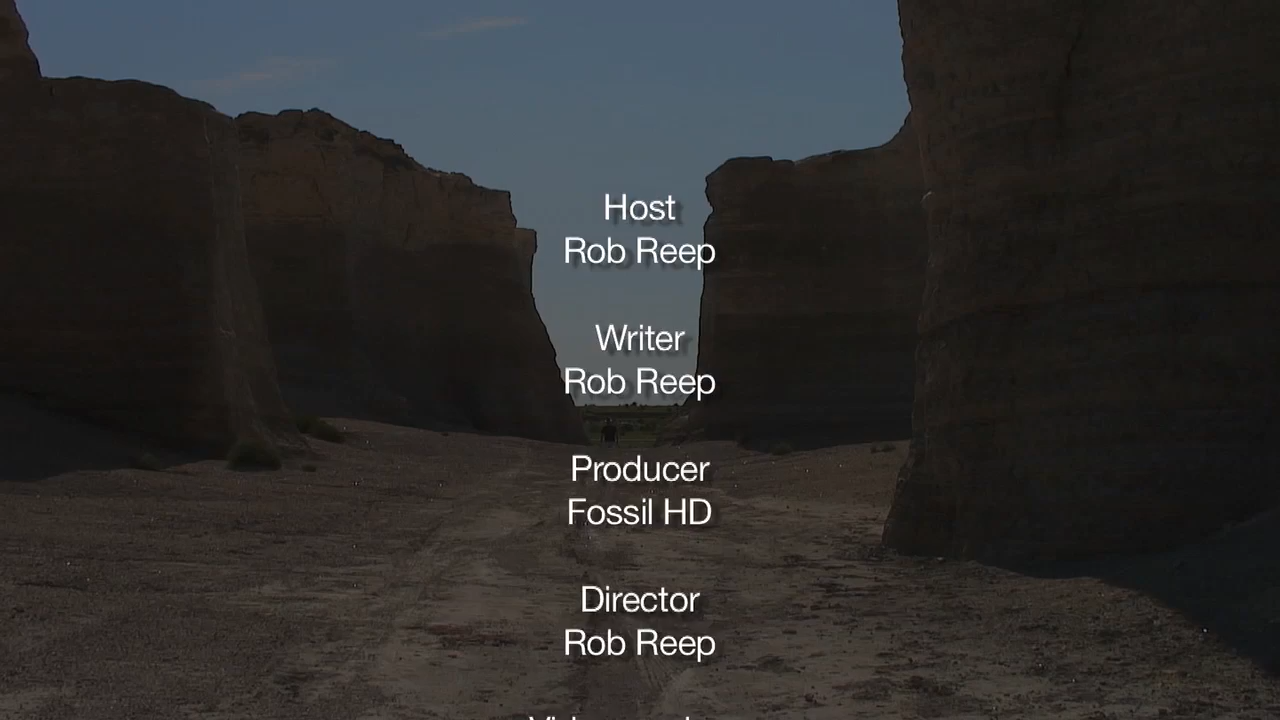 Host
Rob Reep
Writer
Rob Reep
Producer
Fossil HD
Director
Rob Reep